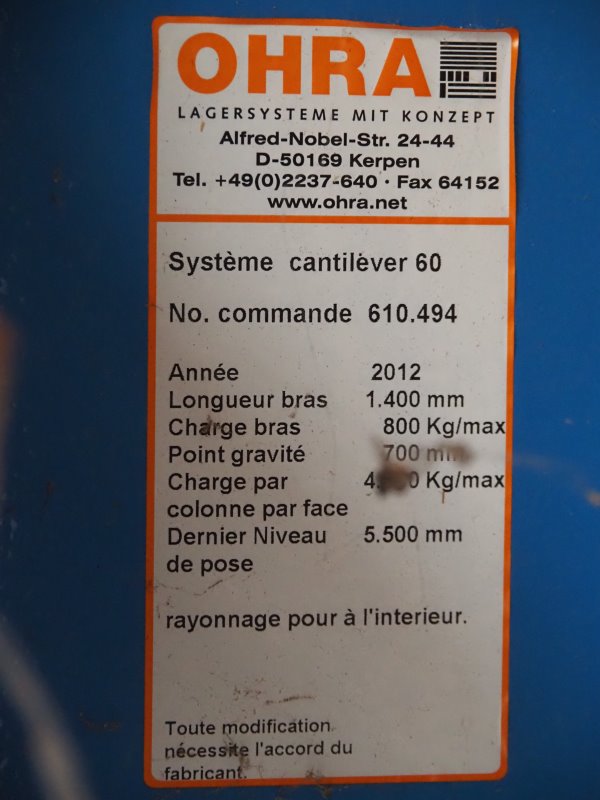 OHRA
LAGERSYSTEME MIT KONZEPT
Alfred-Nobel-Str. 24-44
D-50169 Kerpen
Tel. +49(0)2237-640 · Fax 64152
www.ohra.net
Système cantilèver 60
No. commande 610.494
Année 2012
Longueur bras 1.400 mm
Charge bras 800 Kg/max
Point gravité 700 mm
Charge par Kg/max
colonne par face
Dernier Niveau 5.500 mm
de pose
rayonnage pour à l'interieur.
Toute modification
nécessite l'accord du
fabricant.